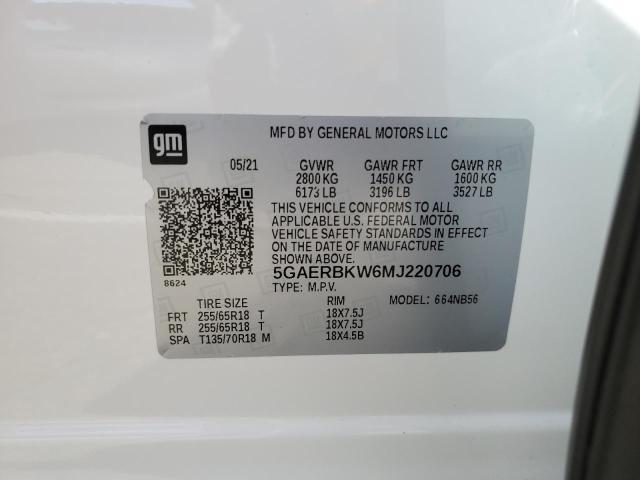 gm
MFD BY GENERAL MOTORS LLC
05/21 GVWR GAWR FRT GAWR RR
2800 KG 1450 KG 1600 KG
6173 LB 3196 LB 3527 LB
THIS VEHICLE CONFORMS TO ALL
APPLICABLE U.S. FEDERAL MOTOR
VEHICLE SAFETY STANDARDS IN EFFECT
ON THE DATE OF MANUFACTURE
SHOWN ABOVE.
8624
5GAERBKW6MJ220706
TYPE: M.P.V. MODEL: 664NB56
TIRE SIZE RIM
FRT 255/65R18 T 18X7.5J
RR 255/65R18 T 18X7.5J
SPA T135/70R18 M 18X4.5B